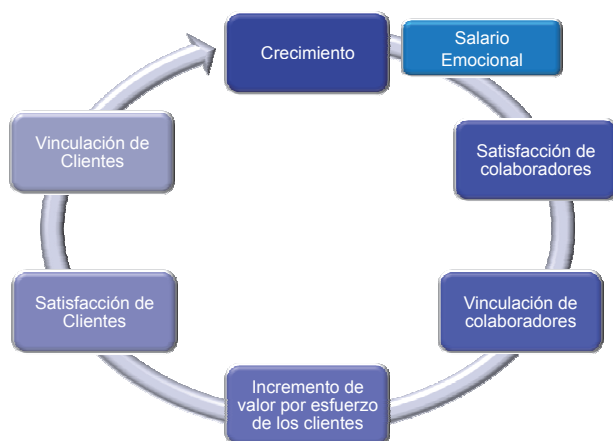 Crecimiento
Salario
Emocional
Satisfacción de
colaboradores
Vinculación de
colaboradores
Incremento de
valor por esfuerzo
de los clientes
Satisfacción de
Clientes
Vinculación de
Clientes